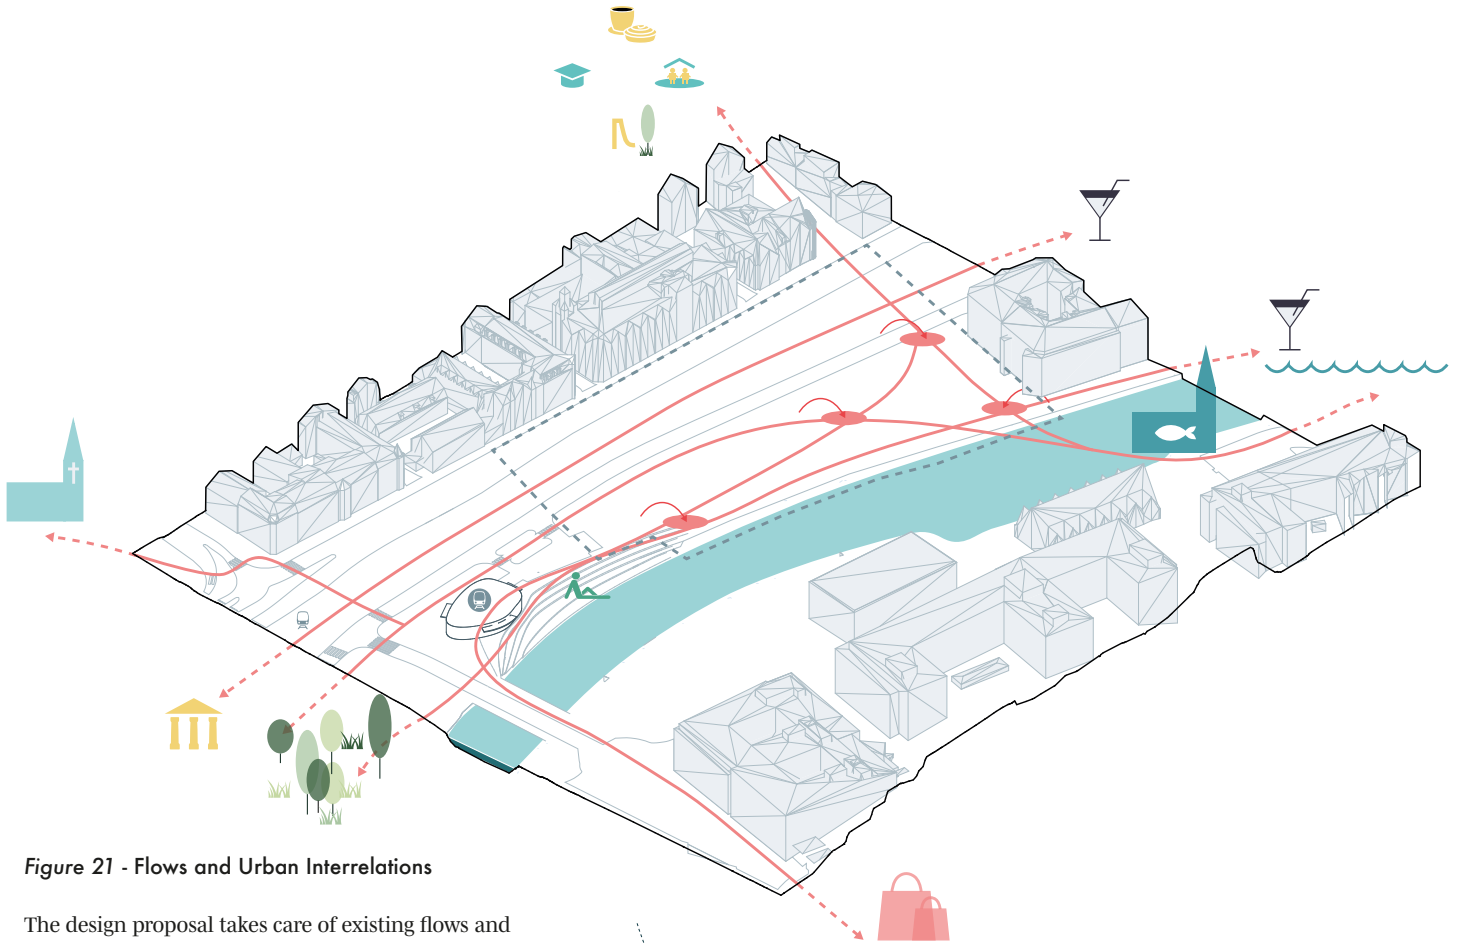 Figure 21 - Flows and Urban Interrelations
The design proposal takes care of existing flows and